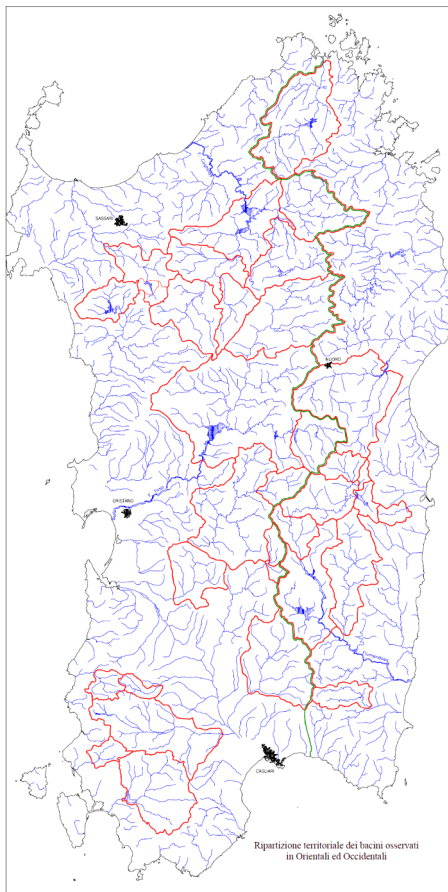 SASSARI
NUORO
ORISTANO
CAGLIARI
Ripartizione territoriale dei bacini osservati
in Orientali ed Occidentali